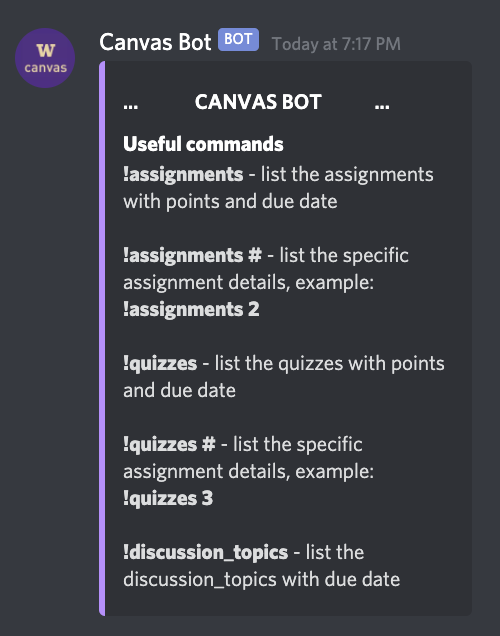 W
canvas
Canvas Bot BOT Today at 7:17 PM
... CANVAS BOT ...
Useful commands
!assignments - list the assignments
with points and due date
!assignments # - list the specific
assignment details, example:
!assignments 2
!quizzes - list the quizzes with points
and due date
!quizzes # - list the specific
assignment details, example:
!quizzes 3
!discussion_topics - list the
discussion_topics with due date